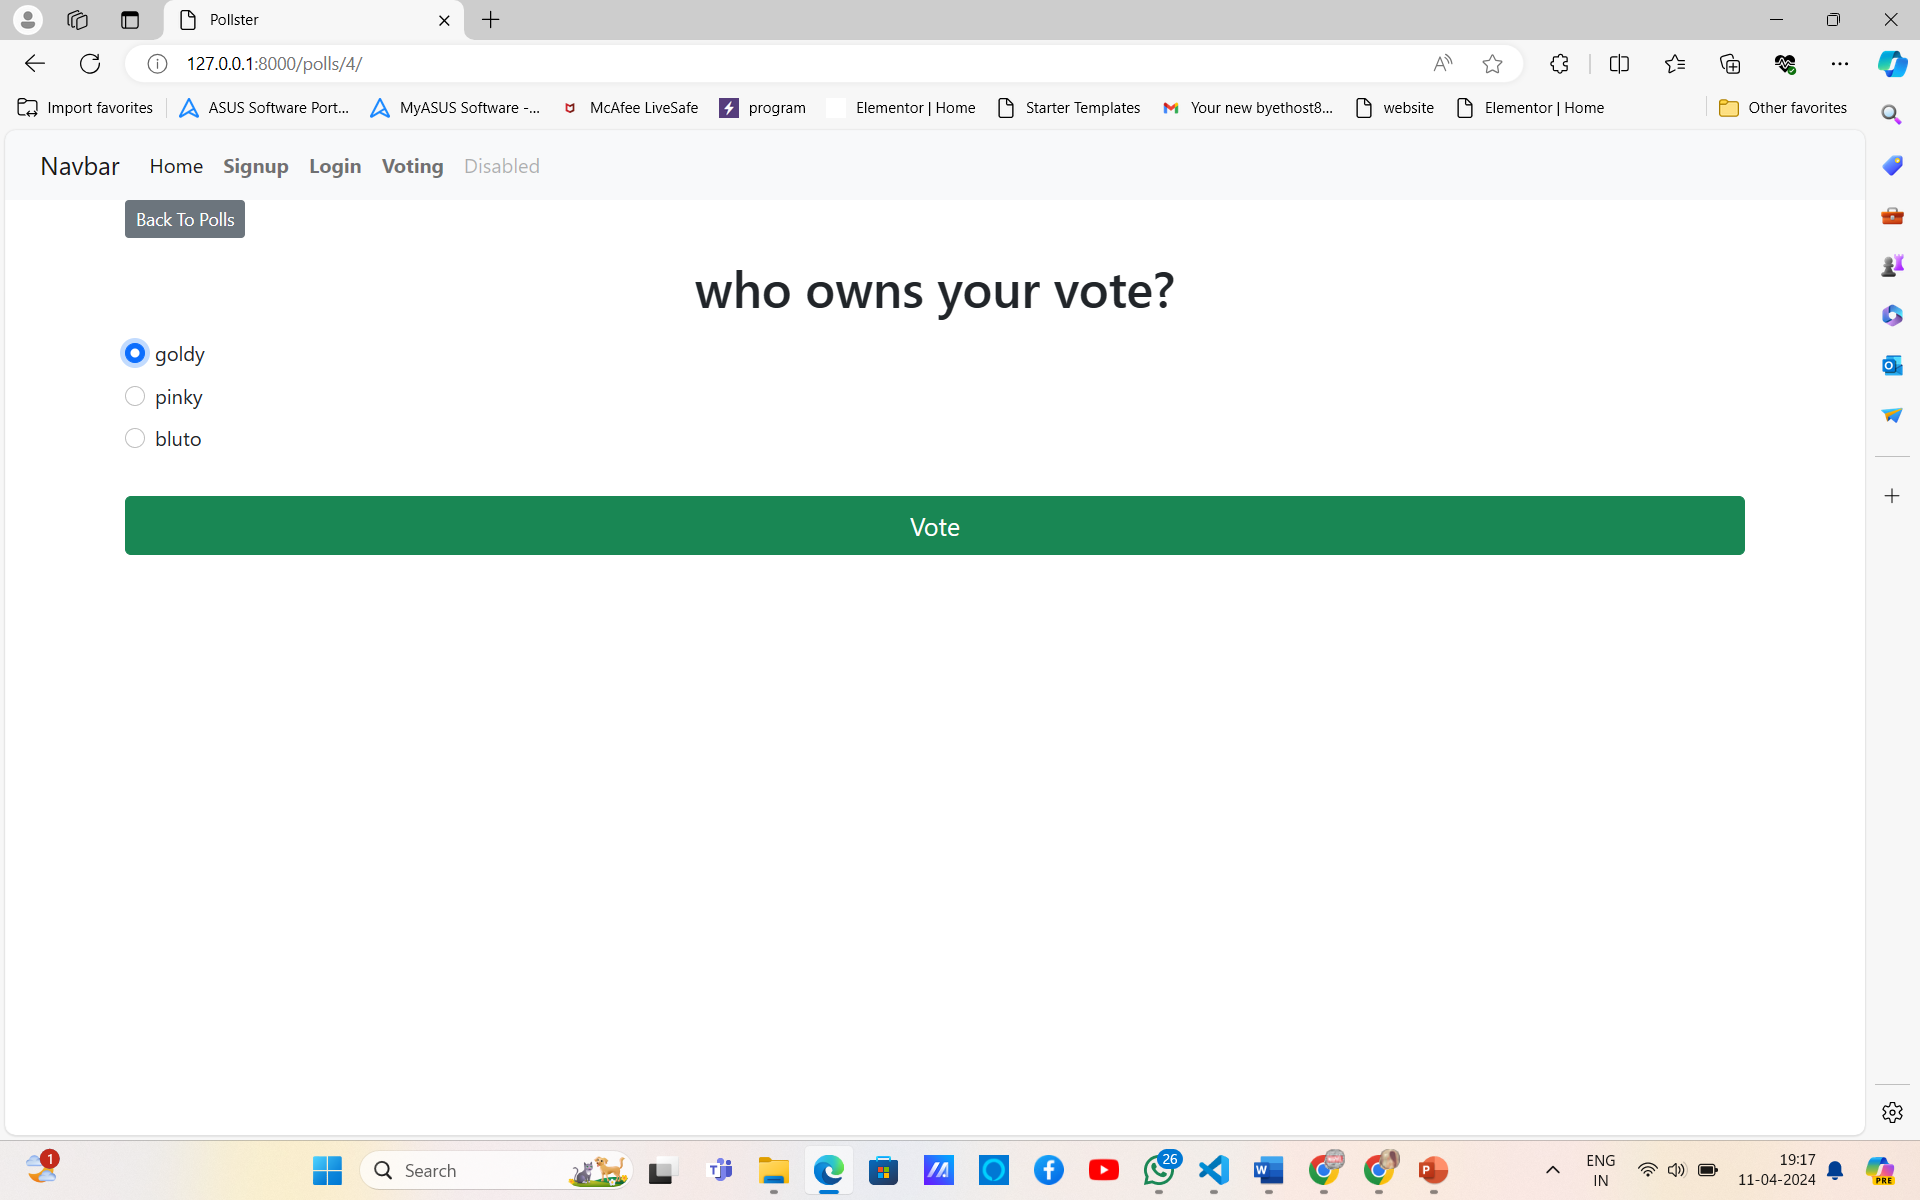 Pollster
127.0.0.1:8000/polls/4/
Import favorites
ASUS Software Port...
MyASUS Software -...
McAfee LiveSafe
program
Elementor | Home
Starter Templates
Your new byethost8...
website
Elementor | Home
Other favorites
Navbar Home Signup Login Voting Disabled
Back To Polls
who owns your vote?
goldy
pinky
bluto
Vote
1
Search
26
ENG
IN
19:17
11-04-2024
PRE